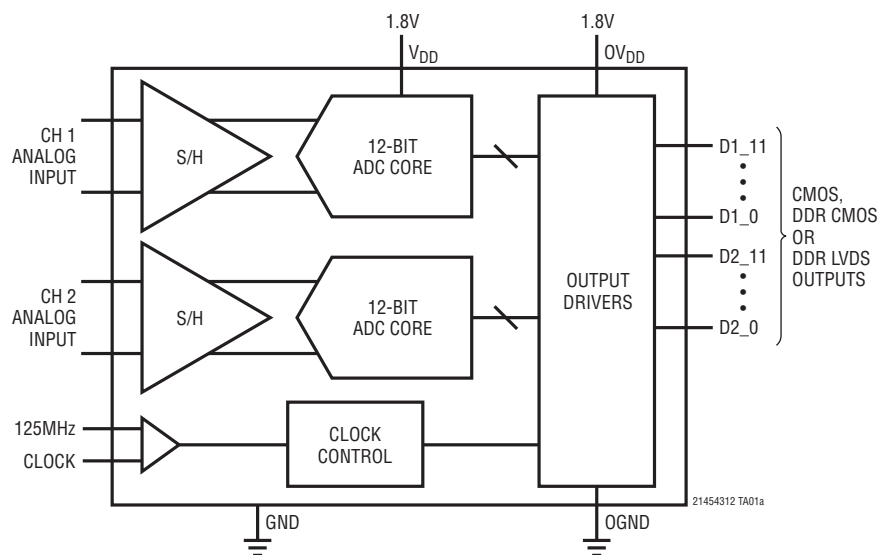 1.8V
1.8V
VDD
OVDD
CH 1
ANALOG
INPUT
S/H
12-BIT
ADC CORE
D1_11
D1_0
D2_11
D2_0
CMOS,
DDR CMOS
OR
DDR LVDS
OUTPUTS
CH 2
ANALOG
INPUT
S/H
12-BIT
ADC CORE
OUTPUT
DRIVERS
125MHz
CLOCK
CLOCK
CONTROL
GND
OGND
21454312 TA01a